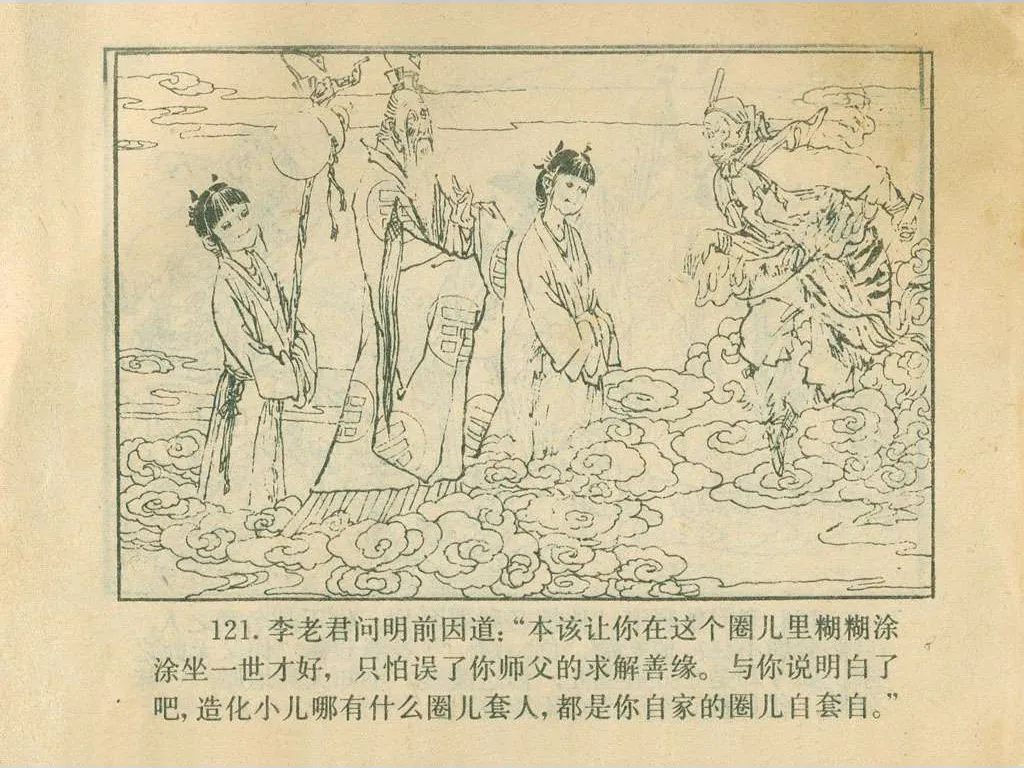 121. 李老君问明前因道：“本该让你在这个圈儿里糊糊涂
涂坐一世才好，只怕误了你师父的求解善缘。与你说明白了
吧，造化小儿哪有什么圈儿套人，都是你自家的圈儿自套自。”